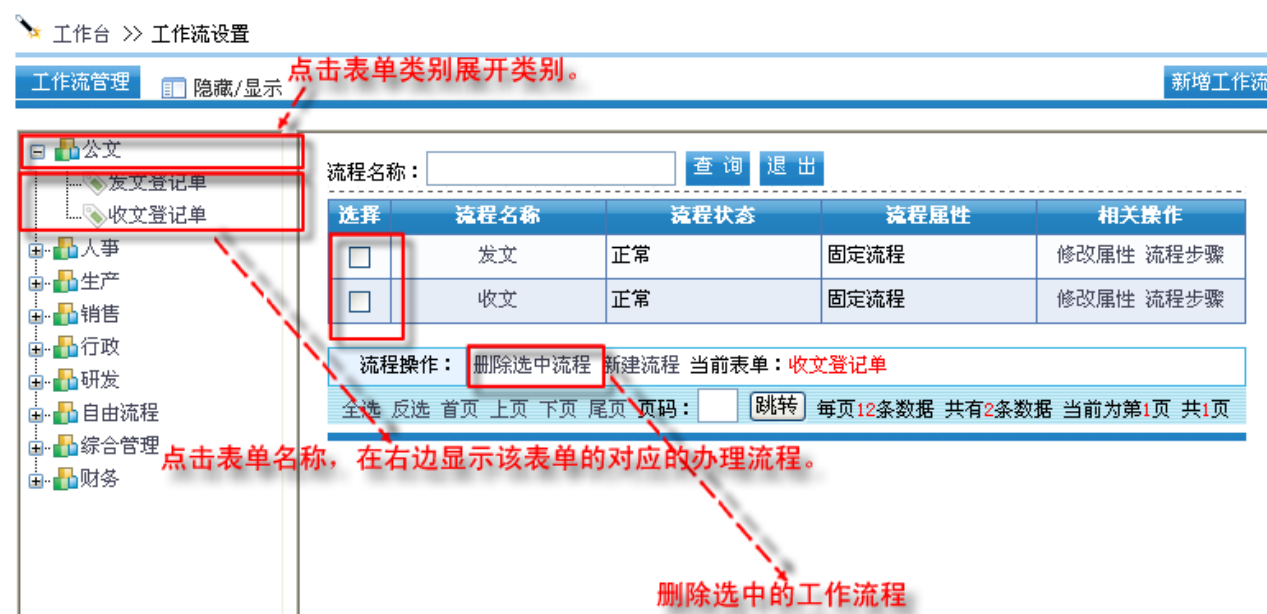 工作台 >> 工作流设置
点击表单类别展开类别。
工作流管理 隐藏/显示 新增工作流
公文
发文登记单
收文登记单
人事
生产
销售
行政
研发
自由流程
综合管理
财务
流程名称： 查 询 退 出
选择 流程名称 流程状态 流程属性 相关操作
发文 正常 固定流程 修改属性 流程步骤
收文 正常 固定流程 修改属性 流程步骤
流程操作： 删除选中流程 新建流程 当前表单：收文登记单
全选 反选 首页 上页 下页 尾页 页码： 跳转 每页12条数据 共有2条数据 当前为第1页 共1页
点击表单名称，在右边显示该表单的对应的办理流程。
删除选中的工作流程